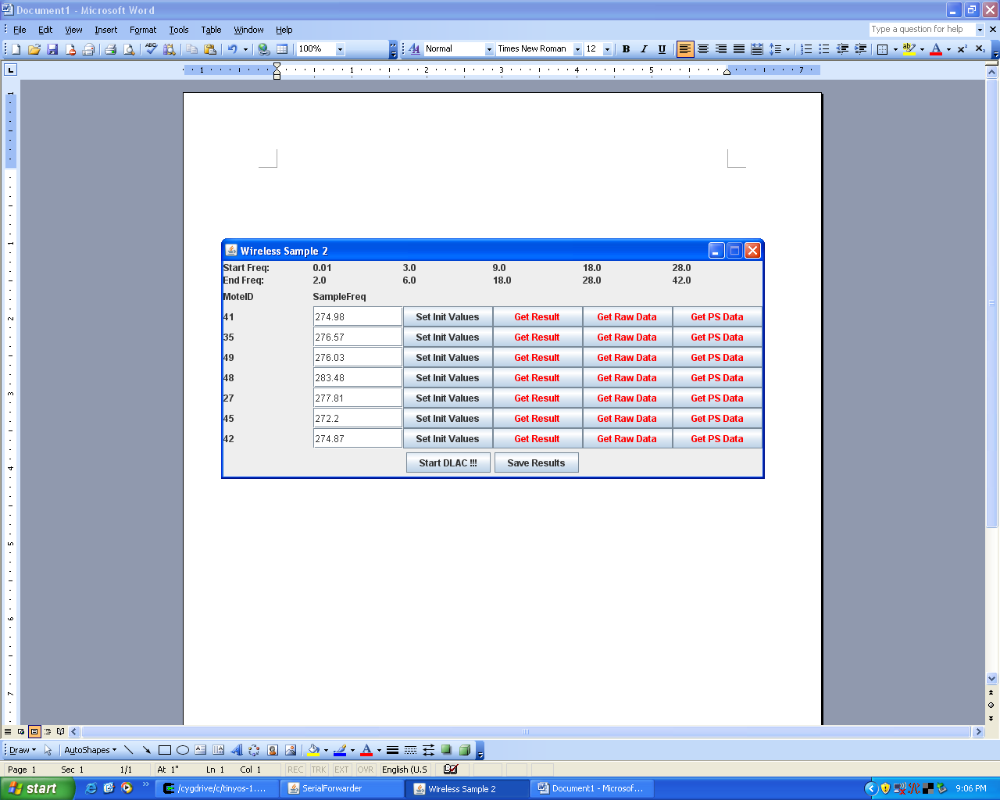 Document1 - Microsoft Word
File Edit View Insert Format Tools Table Window Help Type a question for help
100% Normal Times New Roman 12 B I U
1 1 2 3 4 5 7
Wireless Sample 2
Start Freq: 0.01 3.0 9.0 18.0 28.0
End Freq: 2.0 6.0 18.0 28.0 42.0
MoteID SampleFreq
41 274.98 Set Init Values Get Result Get Raw Data Get PS Data
35 276.57 Set Init Values Get Result Get Raw Data Get PS Data
49 276.03 Set Init Values Get Result Get Raw Data Get PS Data
48 283.48 Set Init Values Get Result Get Raw Data Get PS Data
27 277.81 Set Init Values Get Result Get Raw Data Get PS Data
45 272.2 Set Init Values Get Result Get Raw Data Get PS Data
42 274.87 Set Init Values Get Result Get Raw Data Get PS Data
Start DLAC !!! Save Results
Draw AutoShapes
Page 1 Sec 1 1/1 At 1" Ln 1 Col 1 REC TRK EXT OVR English (U.S
start /cygdrive/c/tinyos-1.... SerialForwarder Wireless Sample 2 Document1 - Microsof... 9:06 PM